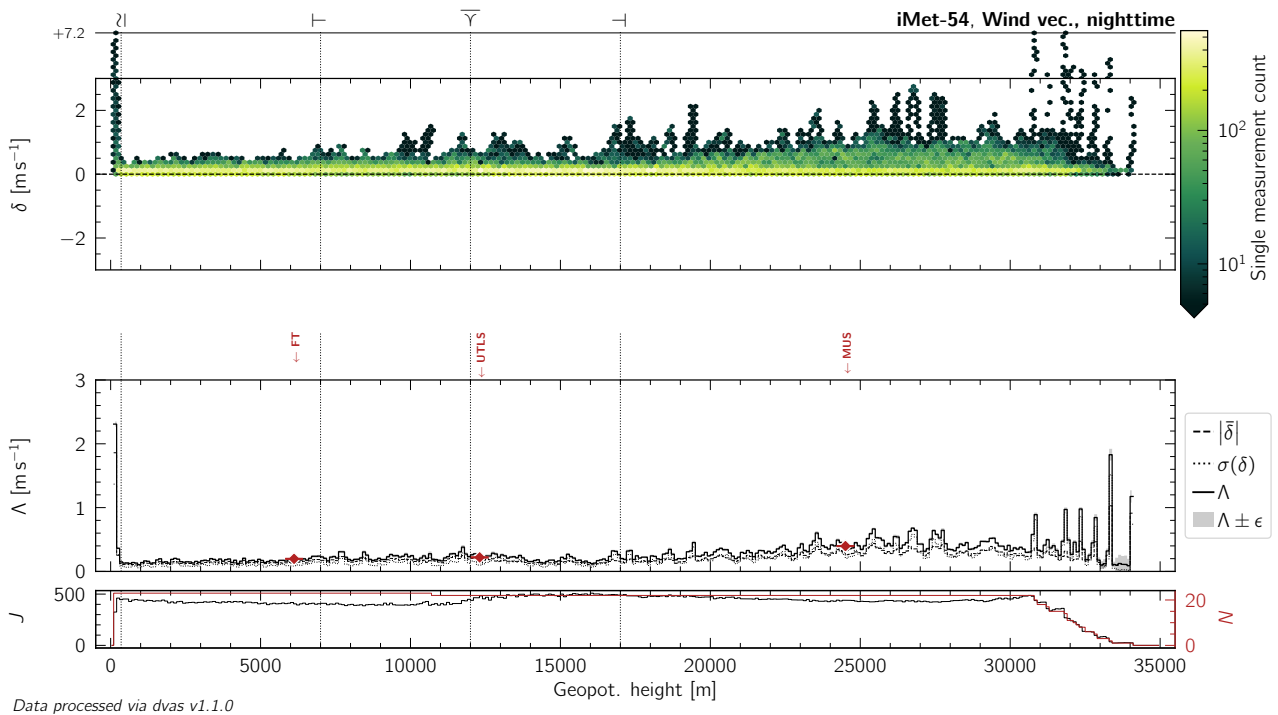 iMet-54, Wind vec., nighttime
+7.2
2
0
−2
δ [m s⁻¹]
10²
10¹
Single measurement count
← FT
← UTLS
← MUS
3
2
1
0
Λ [m s⁻¹]
|δ̄|
σ(δ)
Λ
Λ ± ϵ
500
0
J
20
0
N
0 5000 10000 15000 20000 25000 30000 35000
Geopot. height [m]
Data processed via dvas v1.1.0